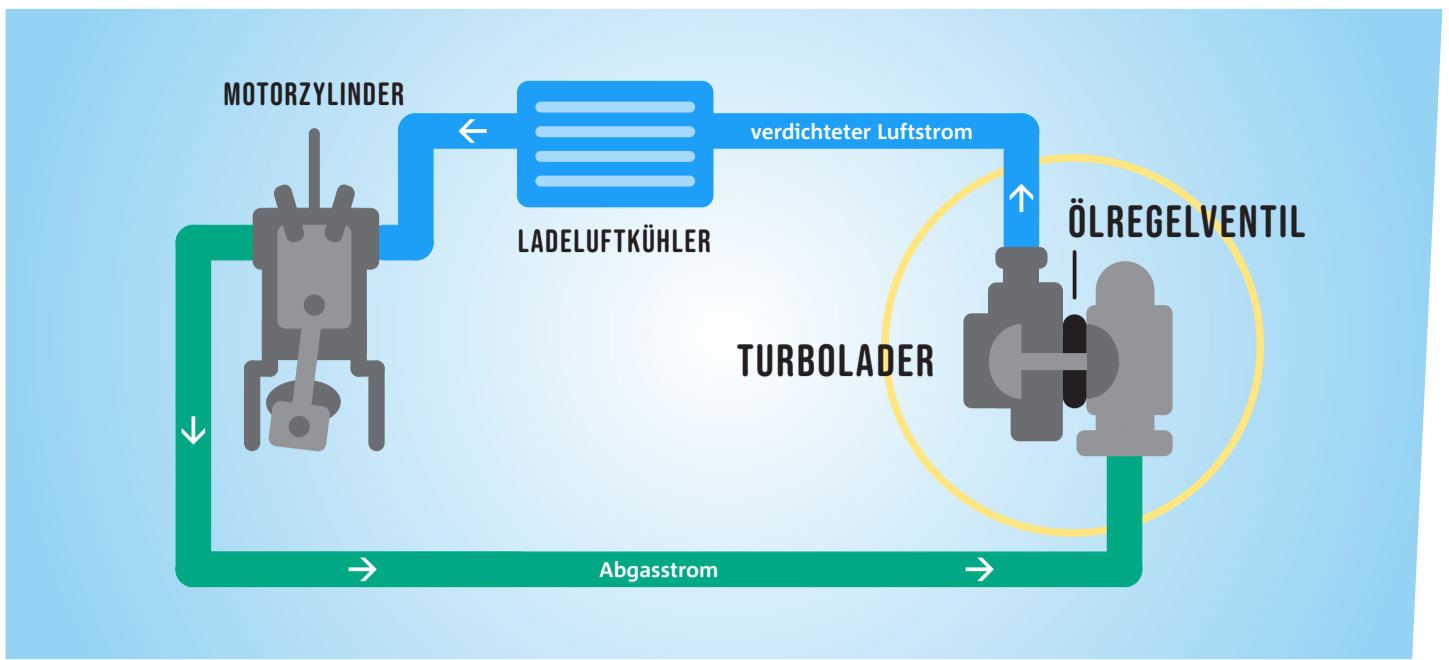 MOTORZYLINDER
verdichteter Luftstrom
LADELUFTKÜHLER
ÖLREGELVENTIL
TURBOLADER
Abgasstrom